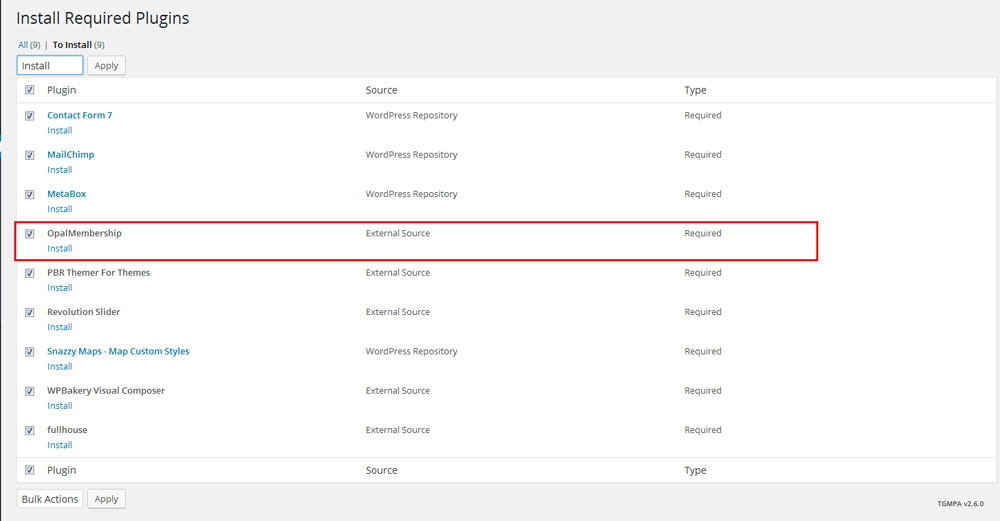 Install Required Plugins
All (9) | To Install (9)
Install Apply
Plugin Source Type
Contact Form 7 WordPress Repository Required
Install
MailChimp WordPress Repository Required
Install
MetaBox WordPress Repository Required
Install
OpalMembership External Source Required
Install
PBR Themer For Themes External Source Required
Install
Revolution Slider External Source Required
Install
Snazzy Maps - Map Custom Styles WordPress Repository Required
Install
WPBakery Visual Composer External Source Required
Install
fullhouse External Source Required
Install
Plugin Source Type
Bulk Actions Apply
TGMPA v2.6.0